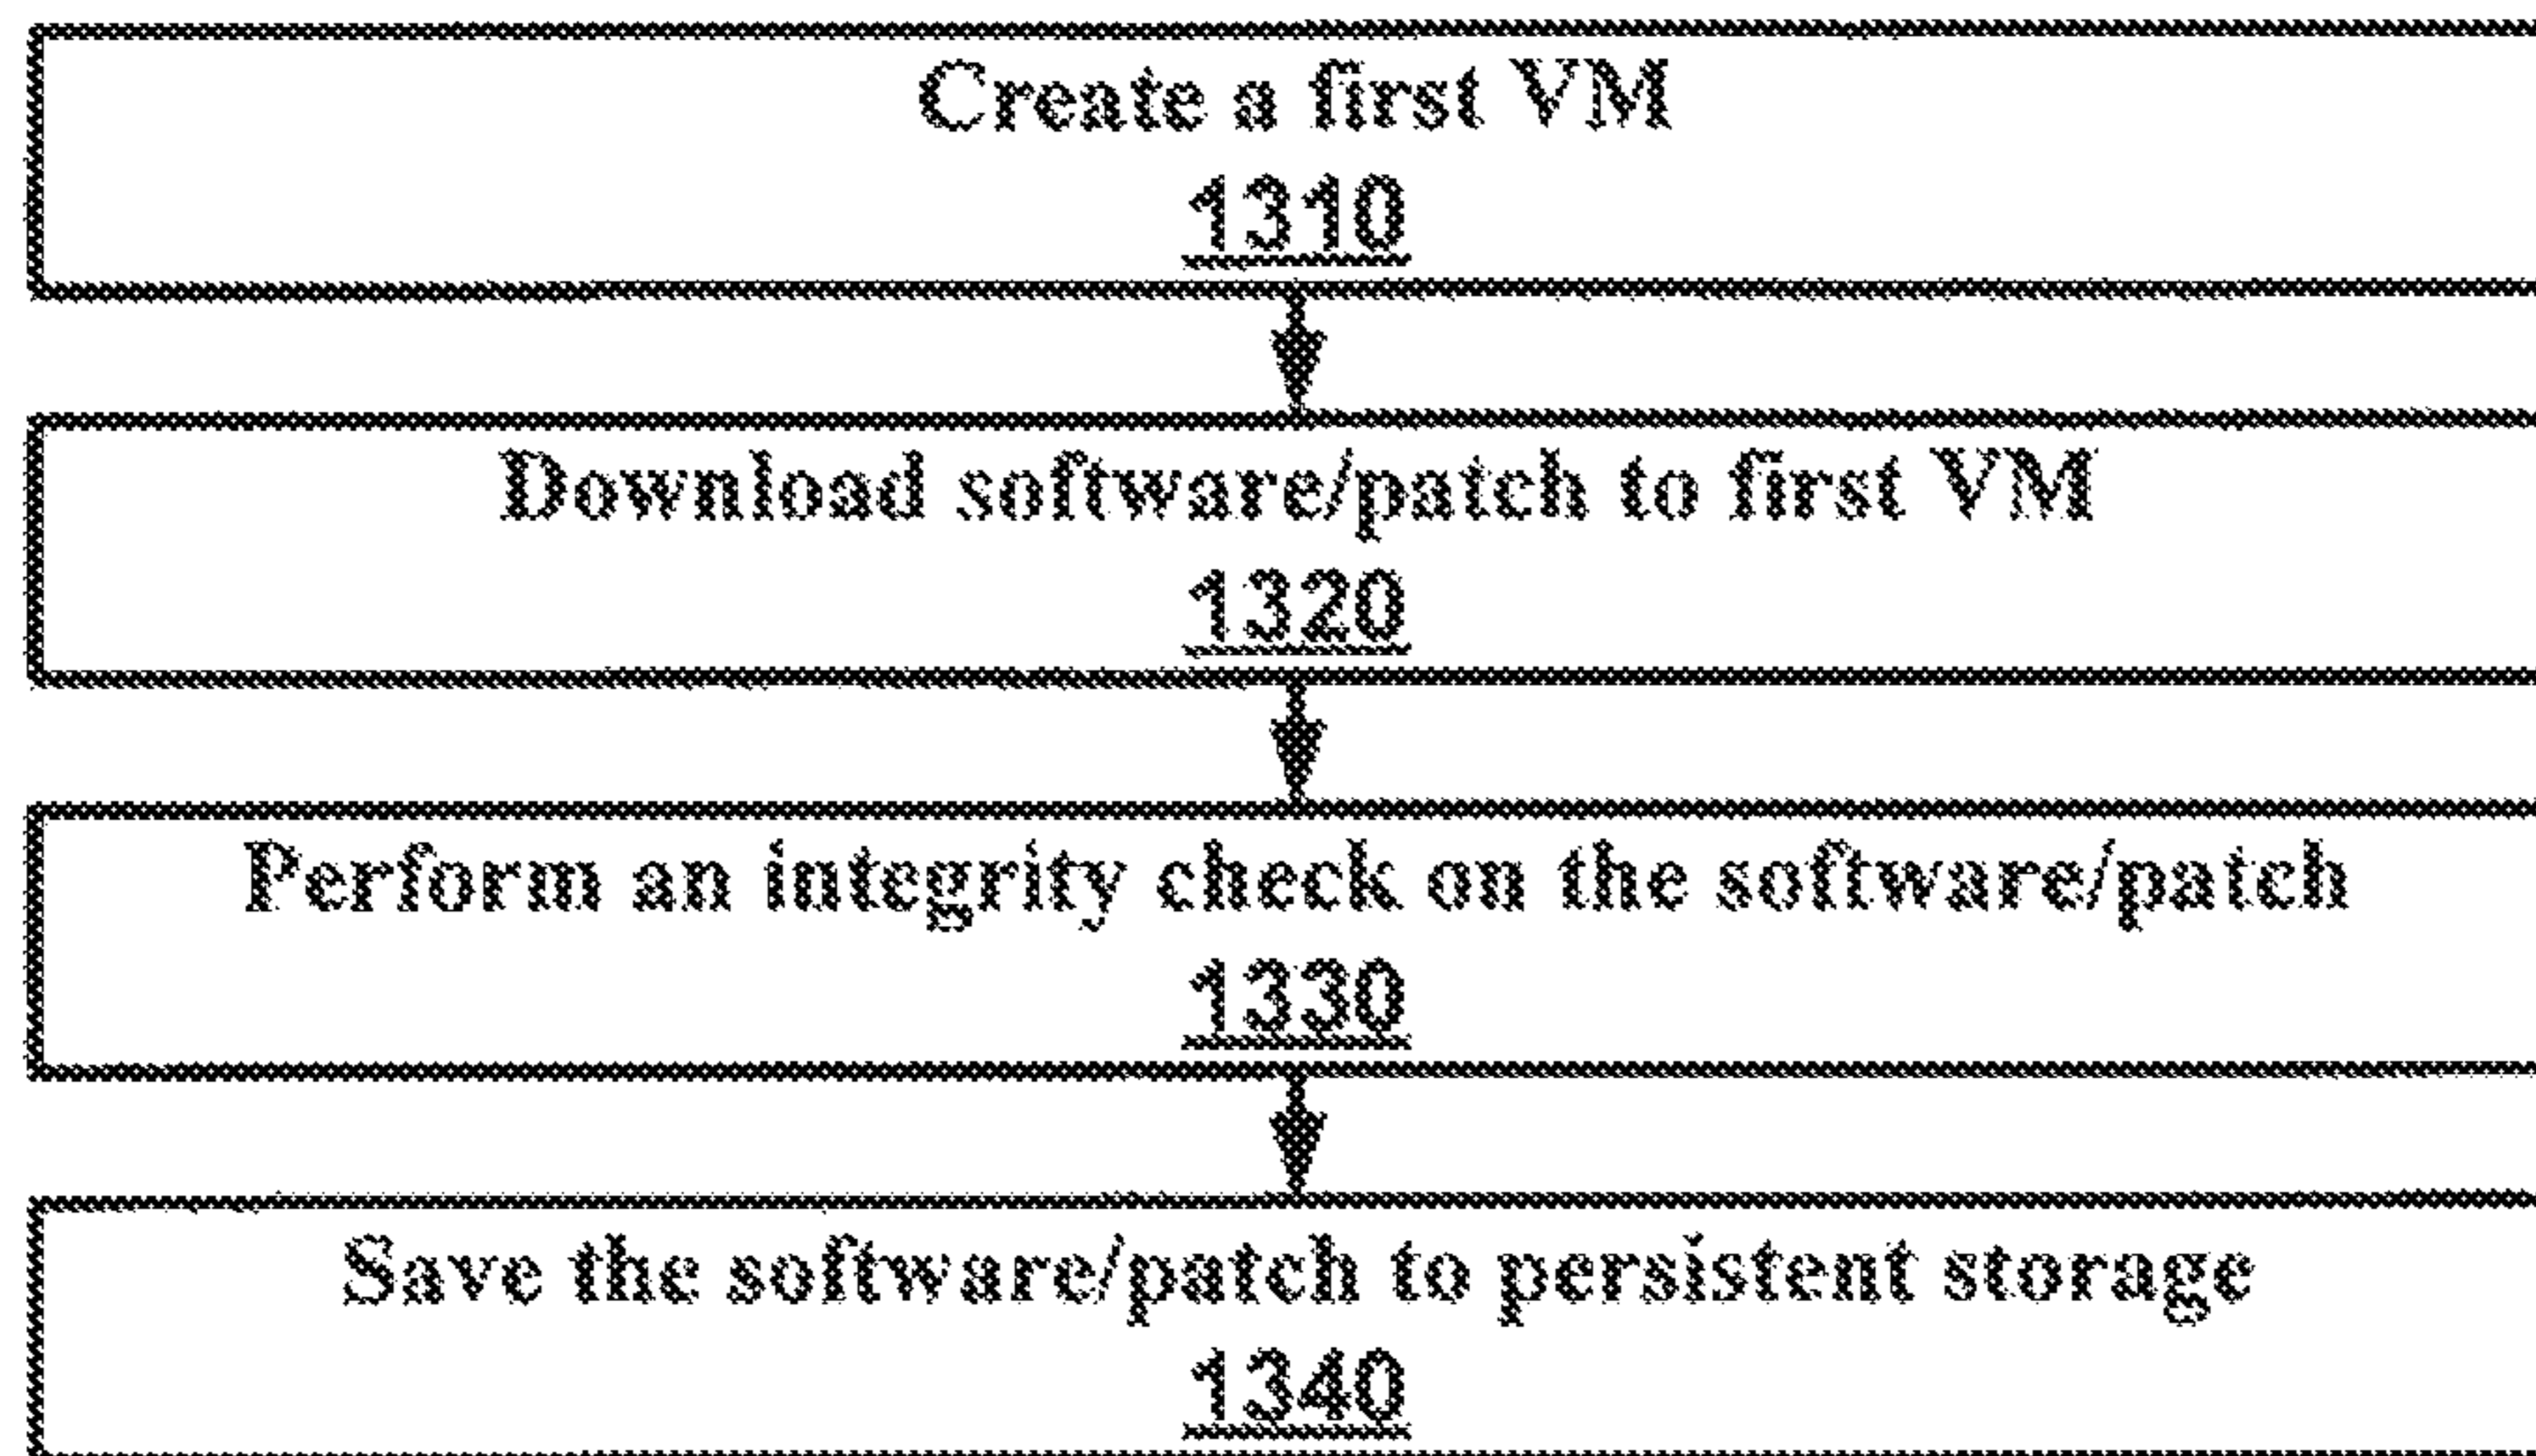 Create a first VM
1310
Download software/patch to first VM
1320
Perform an integrity check on the software/patch
1330
Save the software/patch to persistent storage
1340